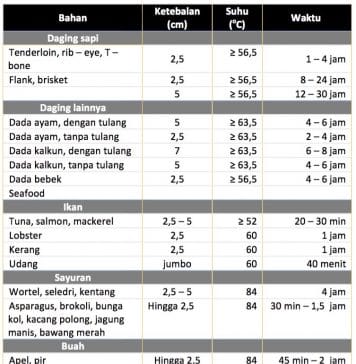 Bahan Ketebalan (cm) Suhu (°C) Waktu
Daging sapi
Tenderloin, rib – eye, T – bone 2,5 ≥ 56,5 1 – 4 jam
Flank, brisket 2,5 ≥ 56,5 8 – 24 jam
5 ≥ 56,5 12 – 30 jam
Daging lainnya
Dada ayam, dengan tulang 5 ≥ 63,5 4 – 6 jam
Dada ayam, tanpa tulang 2,5 ≥ 63,5 2 – 4 jam
Dada kalkun, dengan tulang 7 ≥ 63,5 6 – 8 jam
Dada kalkun, tanpa tulang 5 ≥ 63,5 4 – 6 jam
Dada bebek 2,5 ≥ 56,5 4 – 6 jam
Seafood
Ikan
Tuna, salmon, mackerel 2,5 – 5 ≥ 52 20 – 30 min
Lobster 2,5 60 1 jam
Kerang 2,5 60 1 jam
Udang jumbo 60 40 menit
Sayuran
Wortel, seledri, kentang 2,5 – 5 84 4 jam
Asparagus, brokoli, bunga kol, kacang polong, jagung manis, bawang merah Hingga 2,5 84 30 min – 1,5 jam
Buah
Apel, pir Hingga 2,5 84 45 min – 2 jam